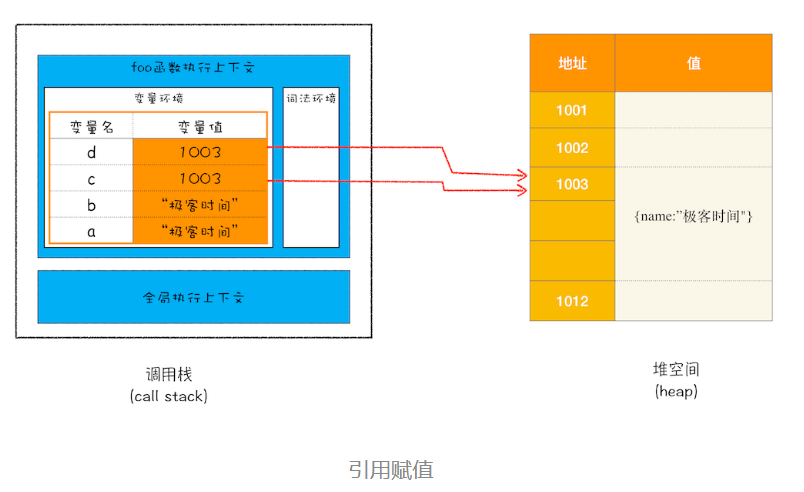 foo函数执行上下文
变量环境
词法环境
变量名 变量值
d 1003
c 1003
b “极客时间”
a “极客时间”
全局执行上下文
调用栈
(call stack)
地址 值
1001
1002
1003
{name:”极客时间"}
1012
堆空间
(heap)
引用赋值